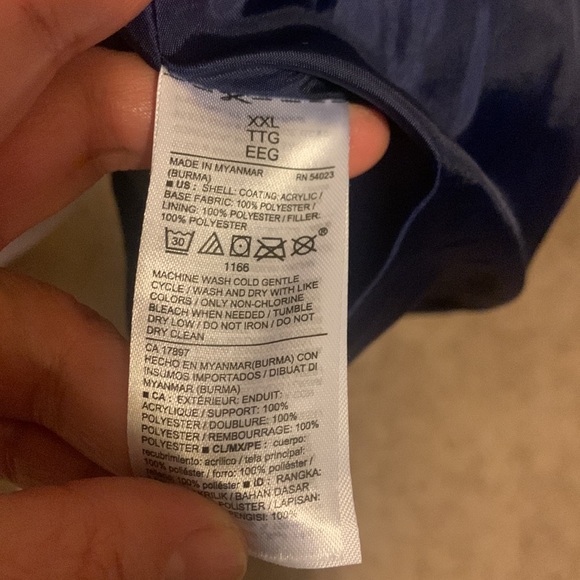 XXL
TTG
EEG
MADE IN MYANMAR
(BURMA) RN 54023
■ US : SHELL: COATING: ACRYLIC /
BASE FABRIC: 100% POLYESTER /
LINING: 100% POLYESTER / FILLER:
100% POLYESTER
30
®
1166
MACHINE WASH COLD GENTLE
CYCLE / WASH AND DRY WITH LIKE
COLORS / ONLY NON-CHLORINE
BLEACH WHEN NEEDED / TUMBLE
DRY LOW / DO NOT IRON / DO NOT
DRY CLEAN
CA 17897
HECHO EN MYANMAR(BURMA) CON
INSUMOS IMPORTADOS / DIBUAT DI
MYANMAR (BURMA)
■ CA : EXTÉRIEUR: ENDUIT:
ACRYLIQUE / SUPPORT: 100%
POLYESTER / DOUBLURE: 100%
POLYESTER / REMBOURRAGE: 100%
POLYESTER ■ CL/MX/PE : cuerpo:
recubrimiento: acrílico / tela principal:
100% poliéster / forro: 100% poliéster /
100% poliéster ■ ID : RANGKA:
/ BAHAN DASAR
/ LAPISAN:
100%